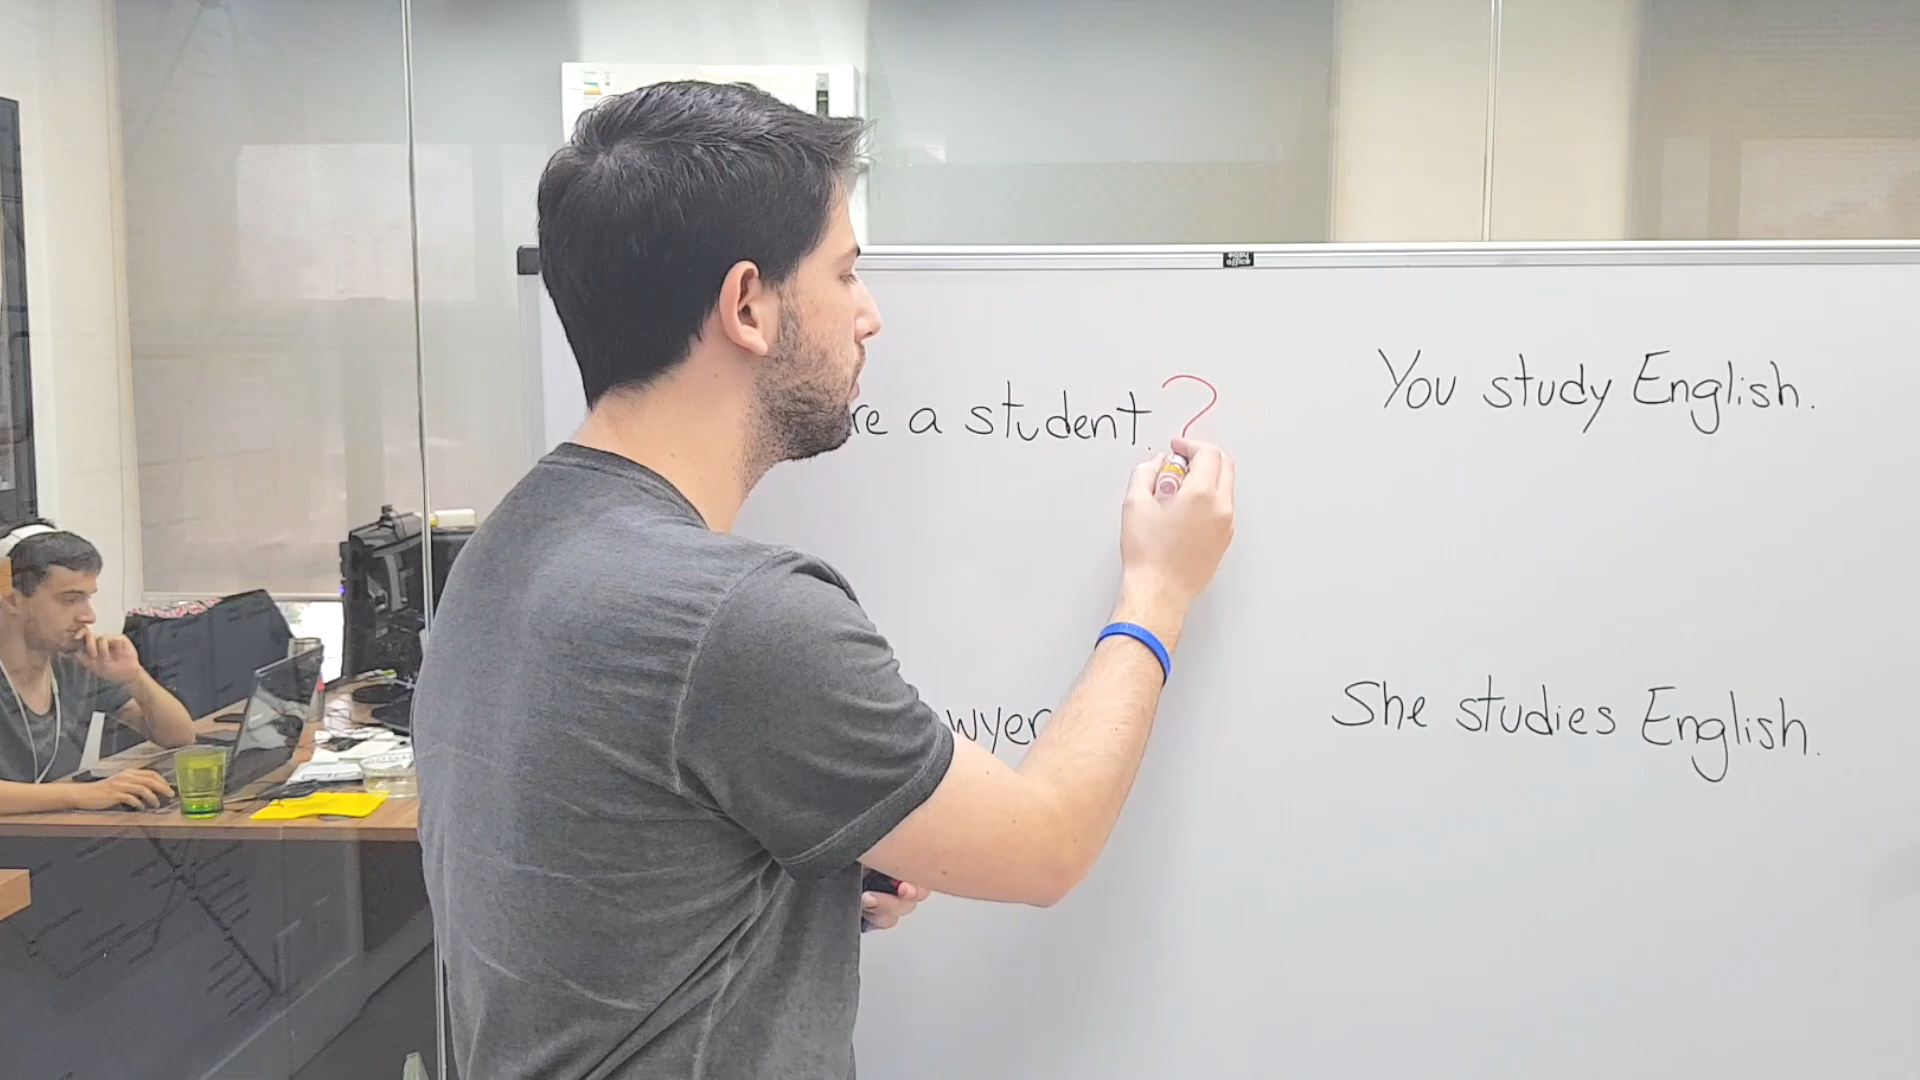 re a student. ?
You study English.
wyer
She studies English.